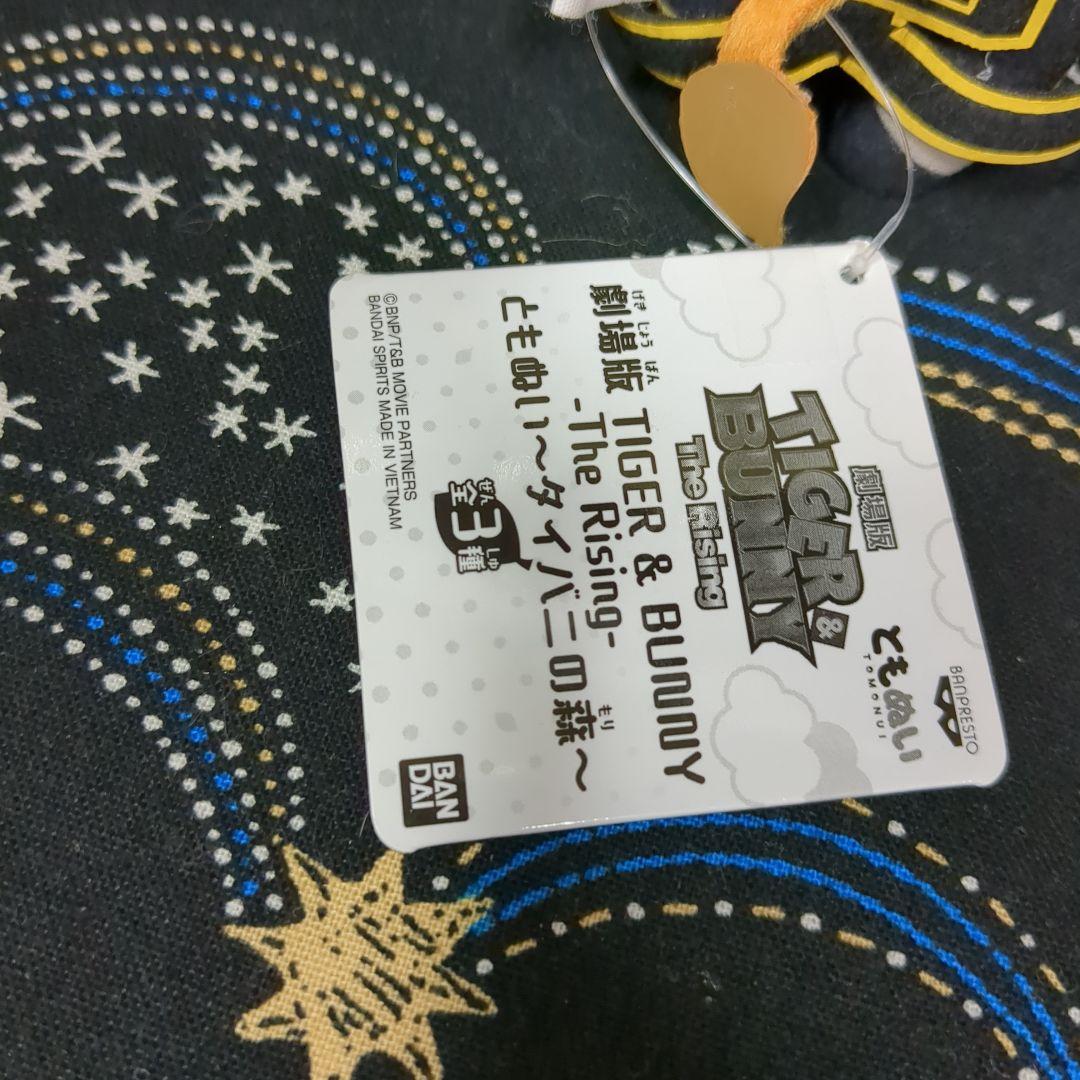 BANPRESTO
ともぬい
TOMONUI
劇場版
TIGER
&
BUNNY
The Rising
げきじょうばん
劇場版 TIGER & BUNNY
-The Rising-
もり
ともぬい～タイバニの森～
ぜん しゅ
全3種
©BNP/T&B MOVIE PARTNERS
BANDAI SPIRITS MADE IN VIETNAM
BAN
DAI